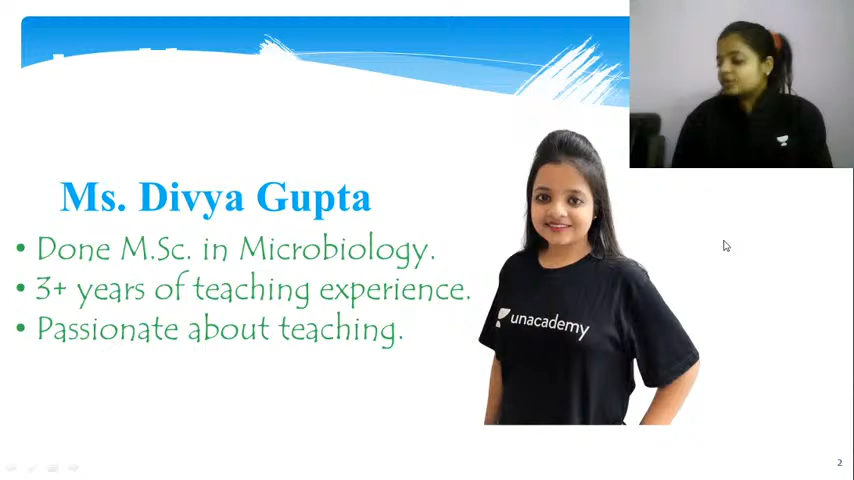 Ms. Divya Gupta
• Done M.Sc. in Microbiology.
• 3+ years of teaching experience.
• Passionate about teaching.
unacademy
2